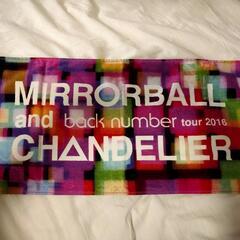 MIRRORBALL
and back number tour 2016
CHANDELIER